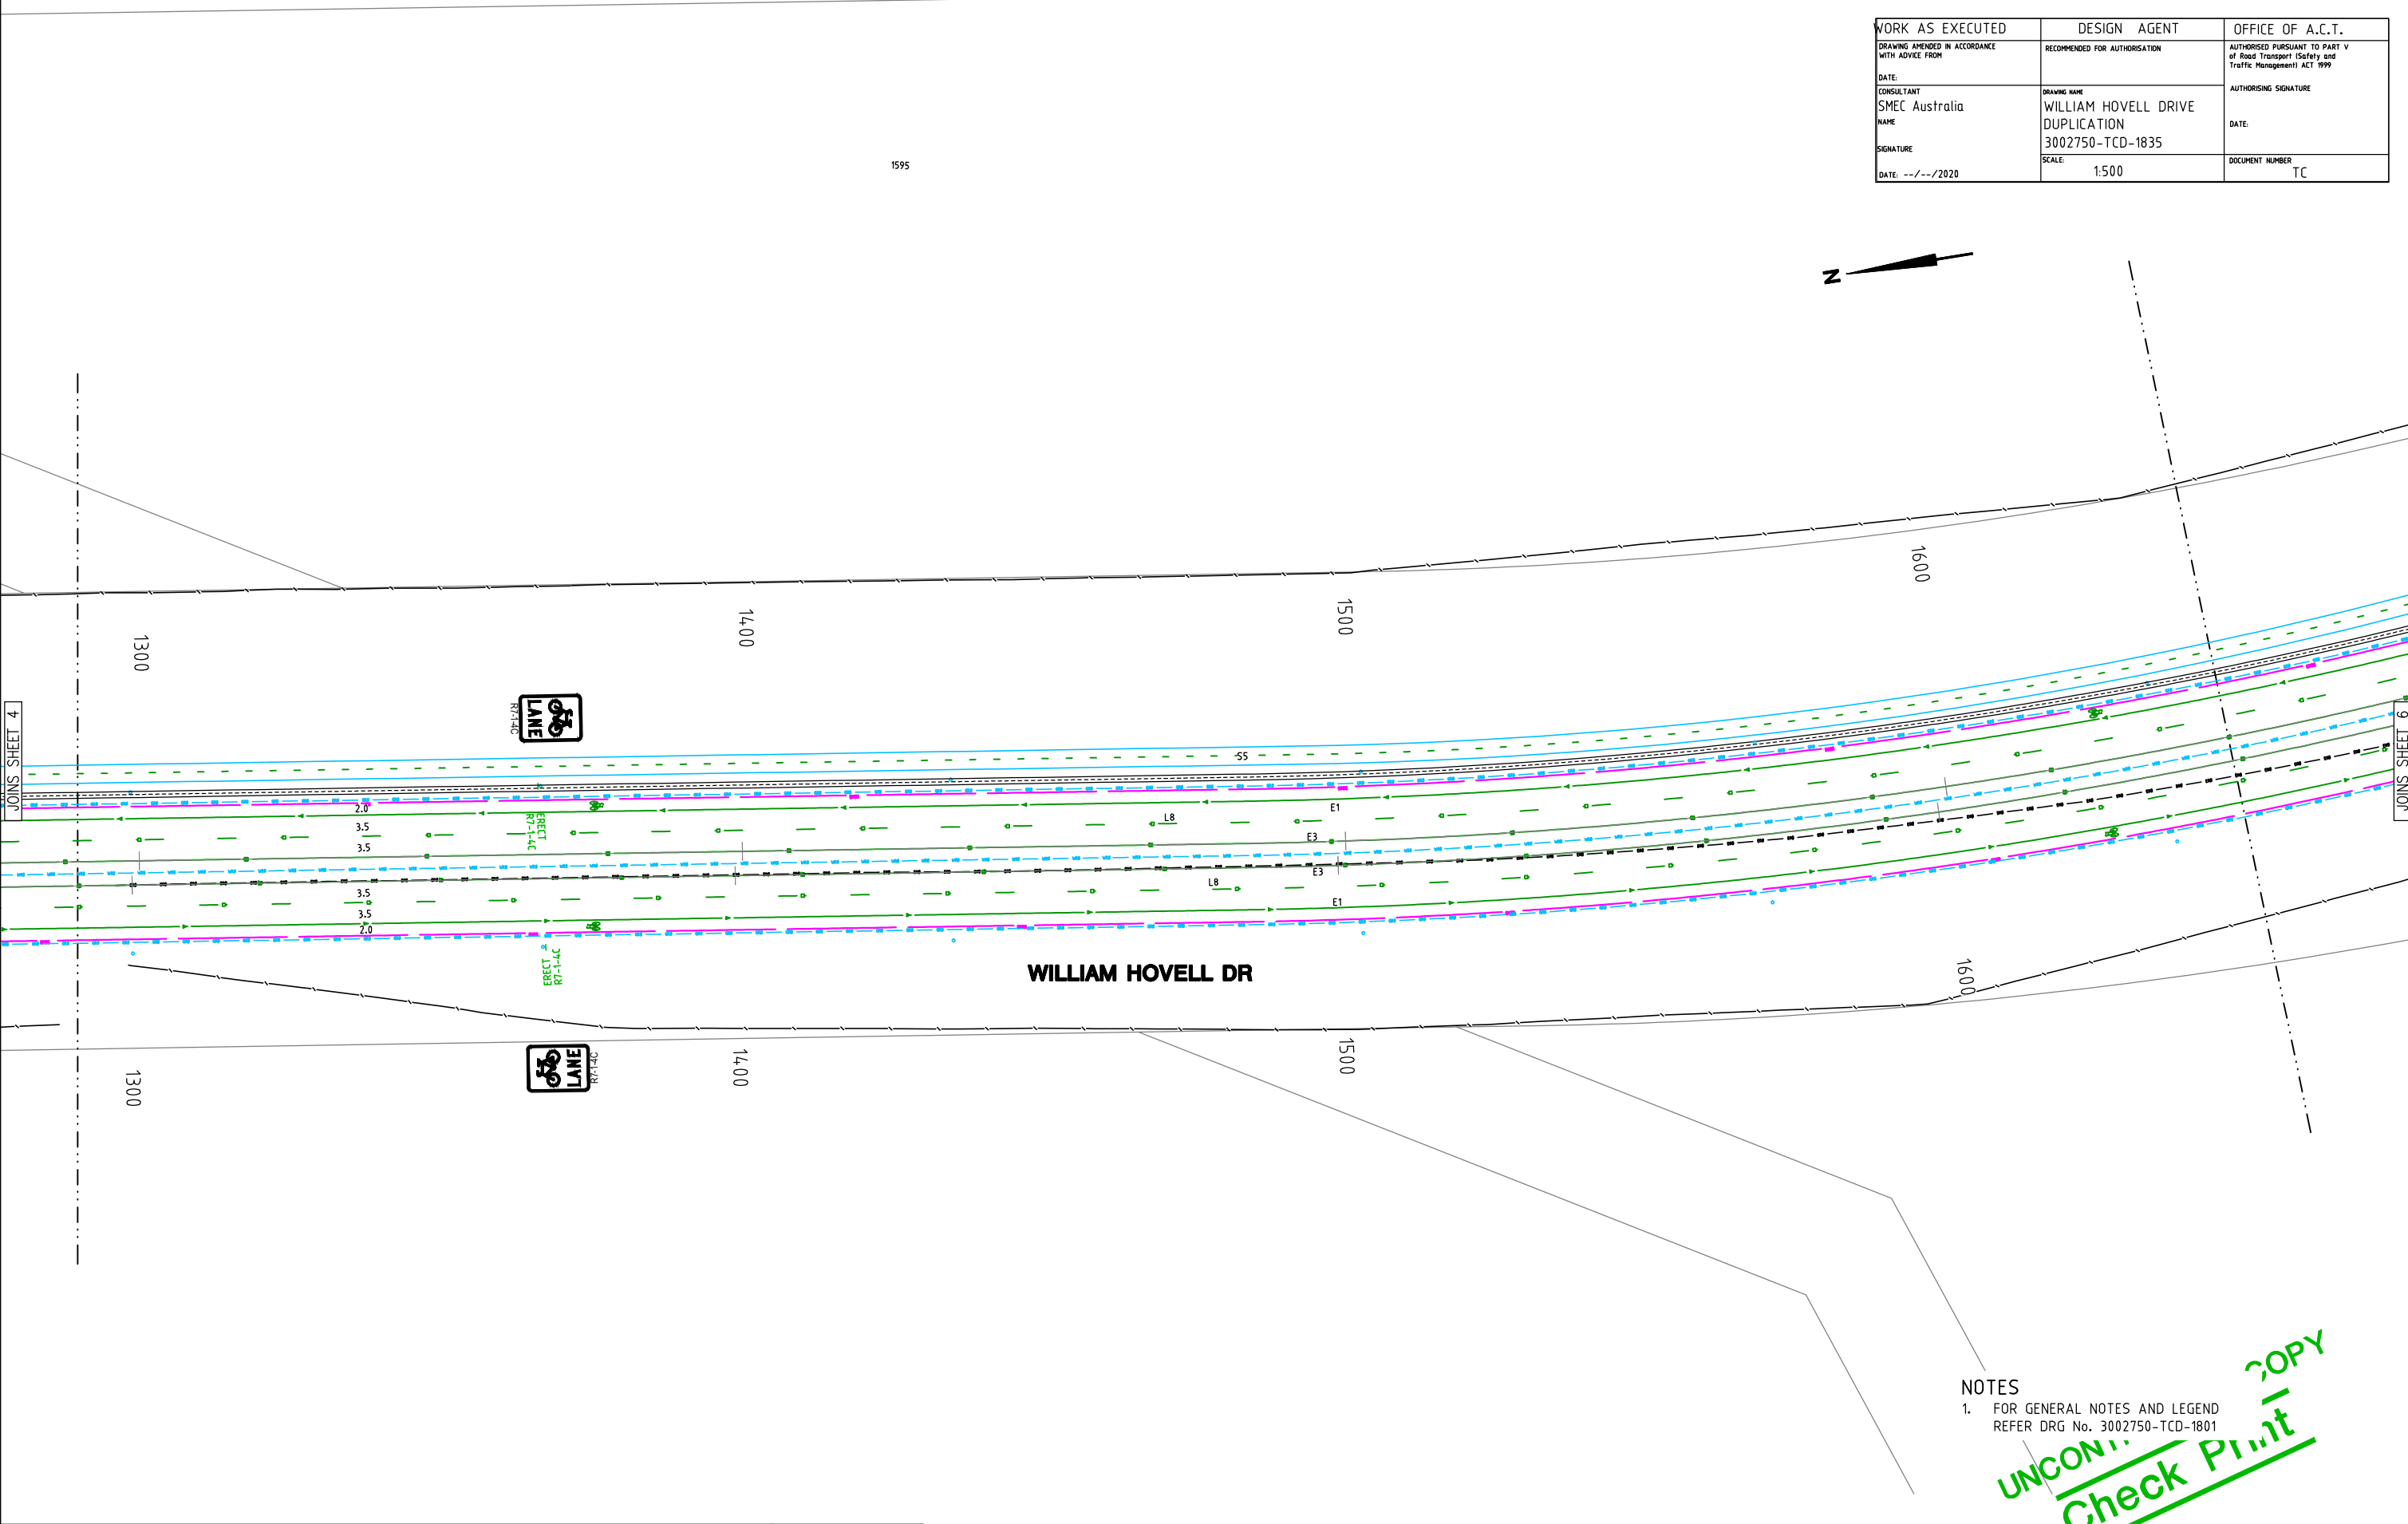 WORK AS EXECUTED
DRAWING AMENDED IN ACCORDANCE
WITH ADVICE FROM
DATE:
CONSULTANT
SMEC Australia
NAME
SIGNATURE
DATE: --/--/2020
DESIGN AGENT
RECOMMENDED FOR AUTHORISATION
DRAWING NAME
WILLIAM HOVELL DRIVE
DUPLICATION
3002750-TCD-1835
SCALE:
1:500
OFFICE OF A.C.T.
AUTHORISED PURSUANT TO PART V
of Road Transport (Safety and
Traffic Management) ACT 1999
AUTHORISING SIGNATURE
DATE:
DOCUMENT NUMBER
TC
1595
N
1300
1400
1500
1600
JOINS SHEET 4
JOINS SHEET 6
LANE
R7-1-4C
S5
2.0
3.5
3.5
ERECT
R7-1-4C
L8
E1
E3
E3
L8
E1
3.5
3.5
2.0
ERECT
R7-1-4C
WILLIAM HOVELL DR
LANE
R7-1-4C
1300
1400
1500
1600
NOTES
1. FOR GENERAL NOTES AND LEGEND
REFER DRG No. 3002750-TCD-1801
COPY
Check Print